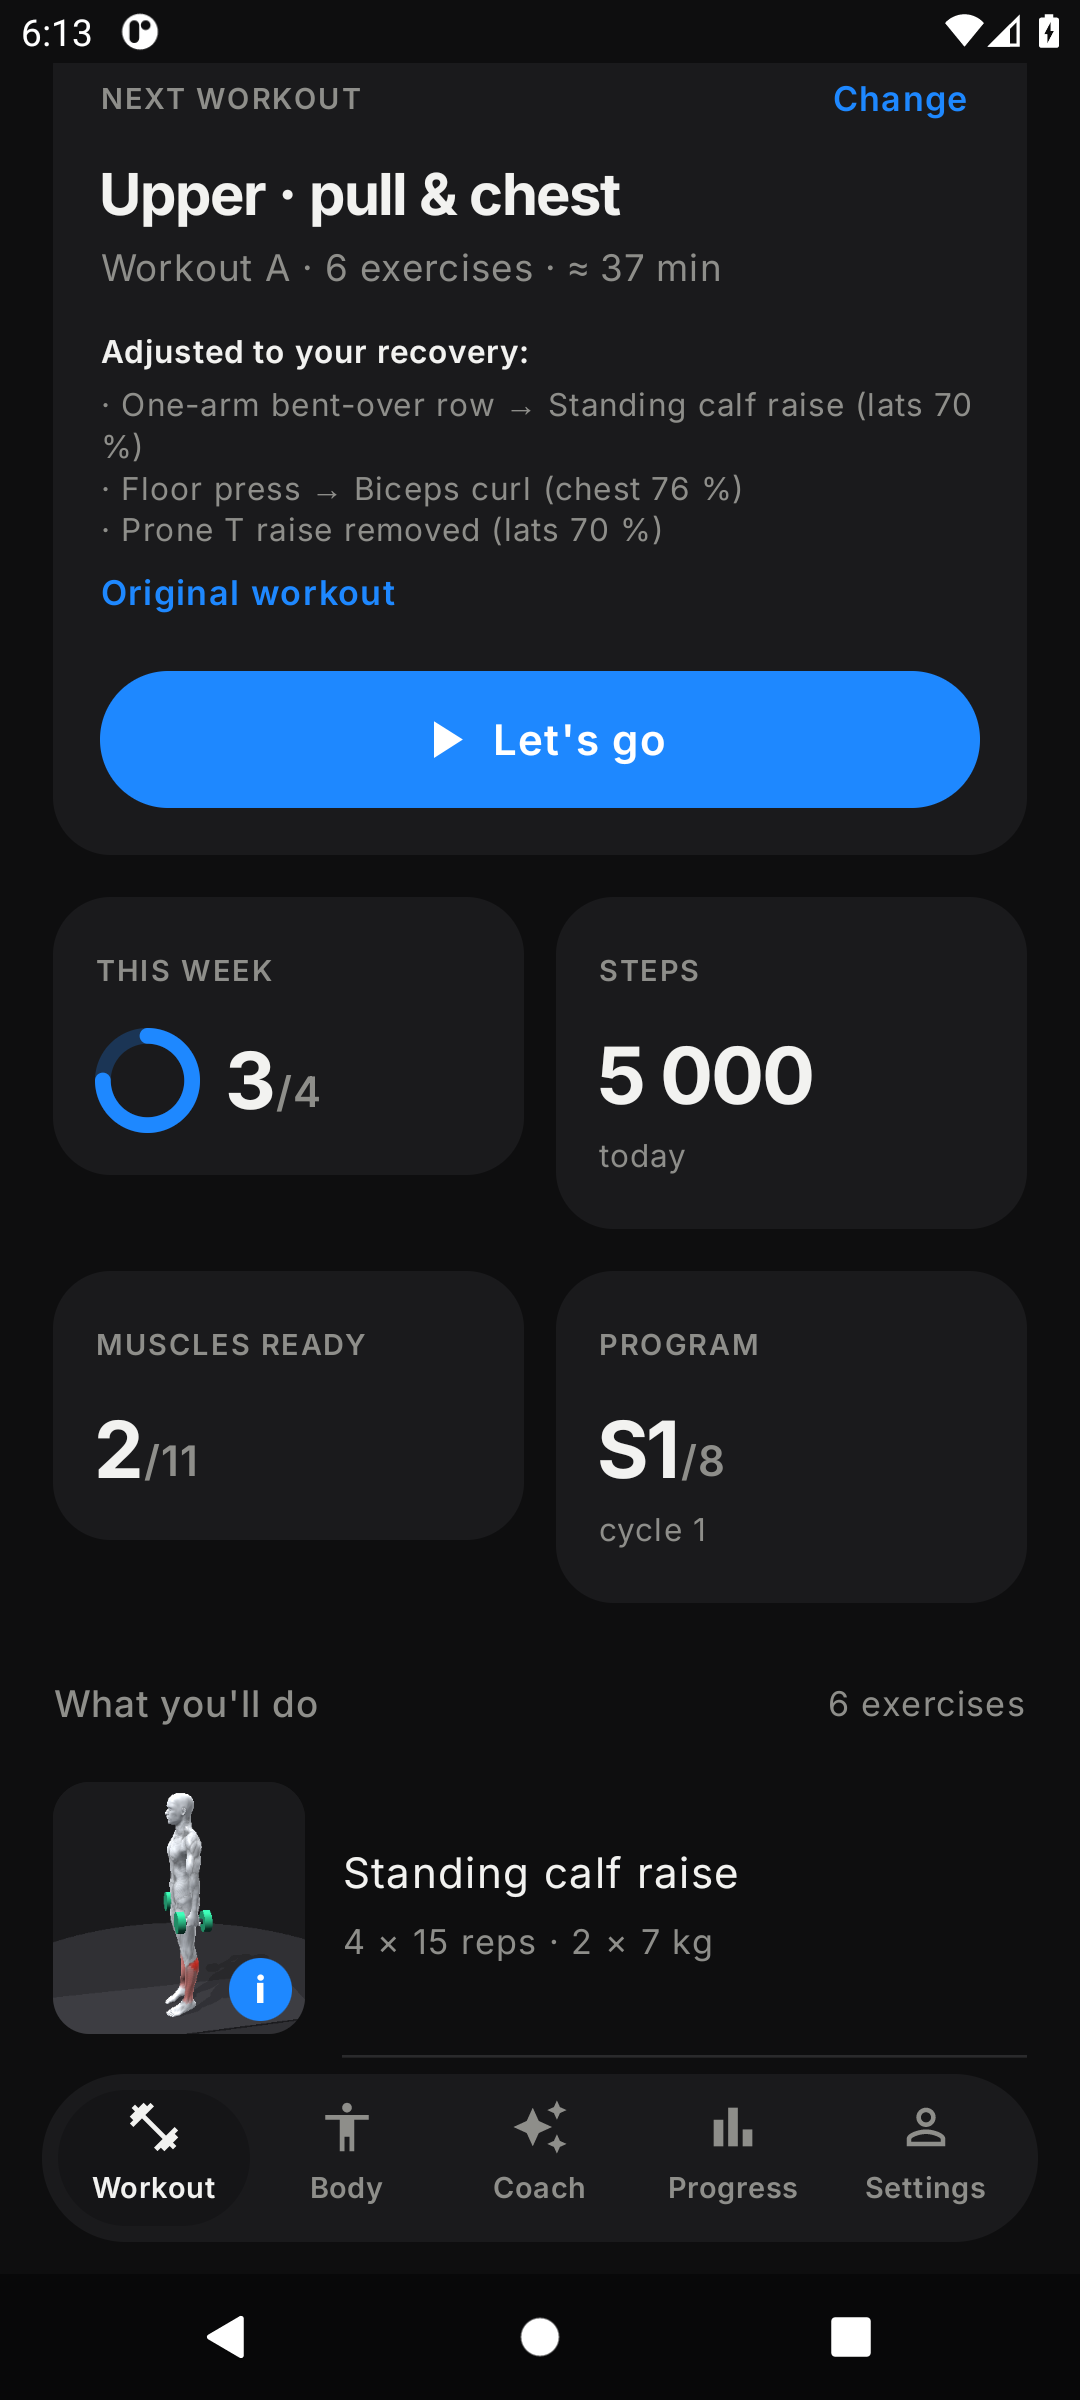 6:13
NEXT WORKOUT
Change
Upper · pull & chest
Workout A · 6 exercises · ≈ 37 min
Adjusted to your recovery:
· One-arm bent-over row → Standing calf raise (lats 70
%)
· Floor press → Biceps curl (chest 76 %)
· Prone T raise removed (lats 70 %)
Original workout
Let's go
THIS WEEK
3/4
STEPS
5 000
today
MUSCLES READY
2/11
PROGRAM
S1/8
cycle 1
What you'll do
6 exercises
Standing calf raise
4 × 15 reps · 2 × 7 kg
i
Workout
Body
Coach
Progress
Settings